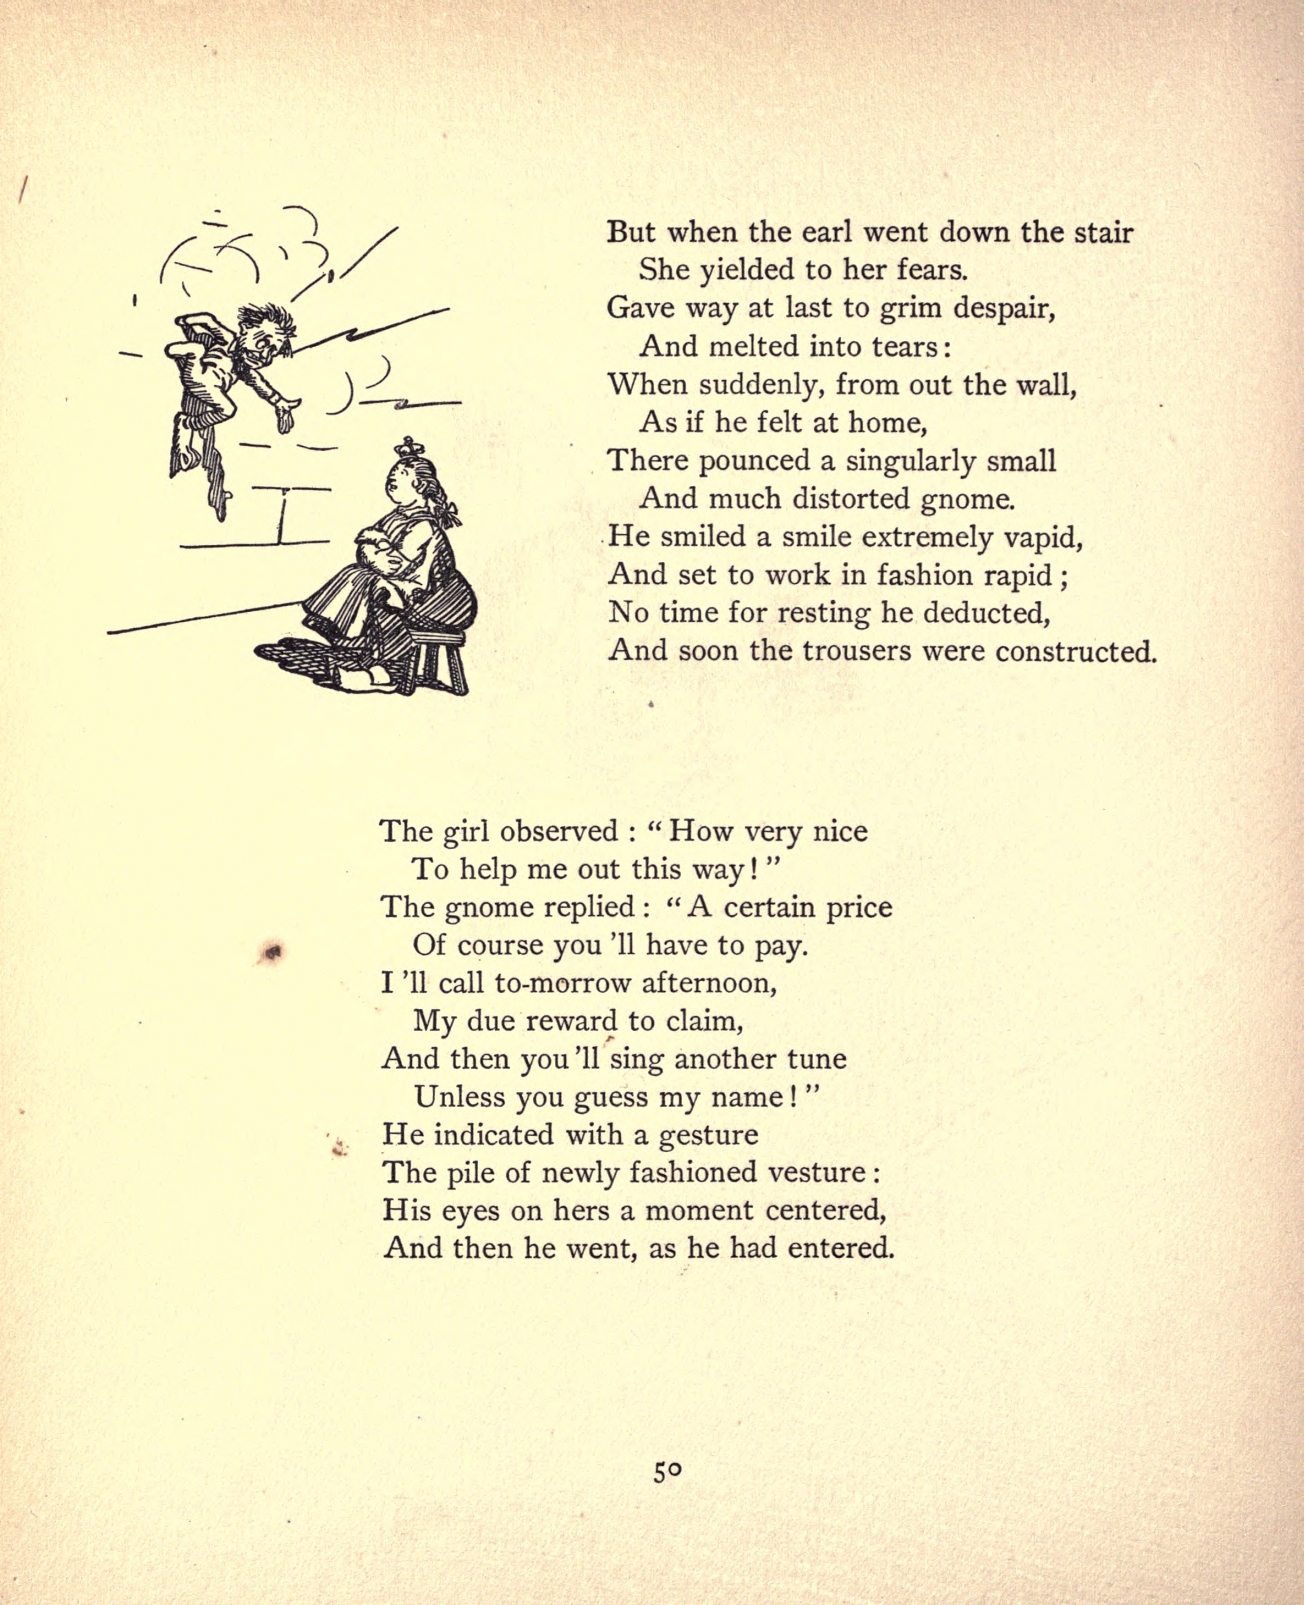 But when the earl went down the stair
She yielded to her fears.
Gave way at last to grim despair,
And melted into tears:
When suddenly, from out the wall,
As if he felt at home,
There pounced a singularly small
And much distorted gnome.
He smiled a smile extremely vapid,
And set to work in fashion rapid;
No time for resting he deducted,
And soon the trousers were constructed.
The girl observed: “How very nice
To help me out this way!”
The gnome replied: “A certain price
Of course you 'll have to pay.
I 'll call to-morrow afternoon,
My due reward to claim,
And then you 'll sing another tune
Unless you guess my name!”
He indicated with a gesture
The pile of newly fashioned vesture:
His eyes on hers a moment centered,
And then he went, as he had entered.
50